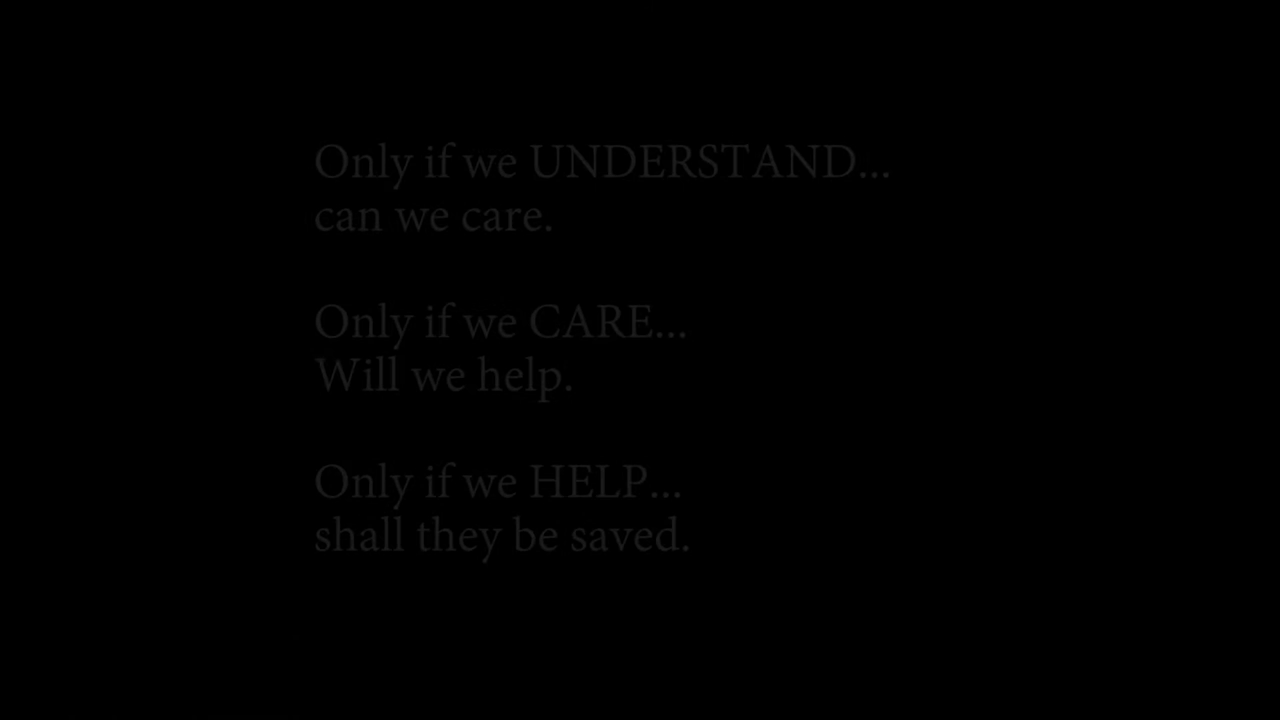 Only if we UNDERSTAND...
can we care.
Only if we CARE...
Will we help.
Only if we HELP...
shall they be saved.